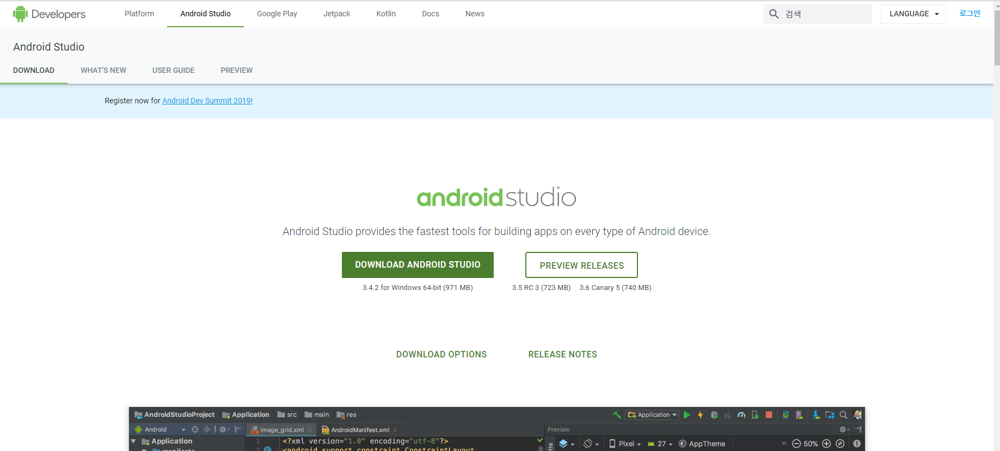 Developers
Platform Android Studio Google Play Jetpack Kotlin Docs News
검색
LANGUAGE
로그인
Android Studio
DOWNLOAD WHAT'S NEW USER GUIDE PREVIEW
Register now for Android Dev Summit 2019!
androidstudio
Android Studio provides the fastest tools for building apps on every type of Android device.
DOWNLOAD ANDROID STUDIO
3.4.2 for Windows 64-bit (971 MB)
PREVIEW RELEASES
3.5 RC 3 (723 MB) 3.6 Canary 5 (740 MB)
DOWNLOAD OPTIONS RELEASE NOTES
AndroidStudioProject Application src main res
Application
Android
image_grid.xml AndroidManifest.xml
Preview
Application
1 <?xml version="1.0" encoding="utf-8"?>
Pixel 27 AppTheme
50%
manifests
2 <android.support.constraint.ConstraintLayout